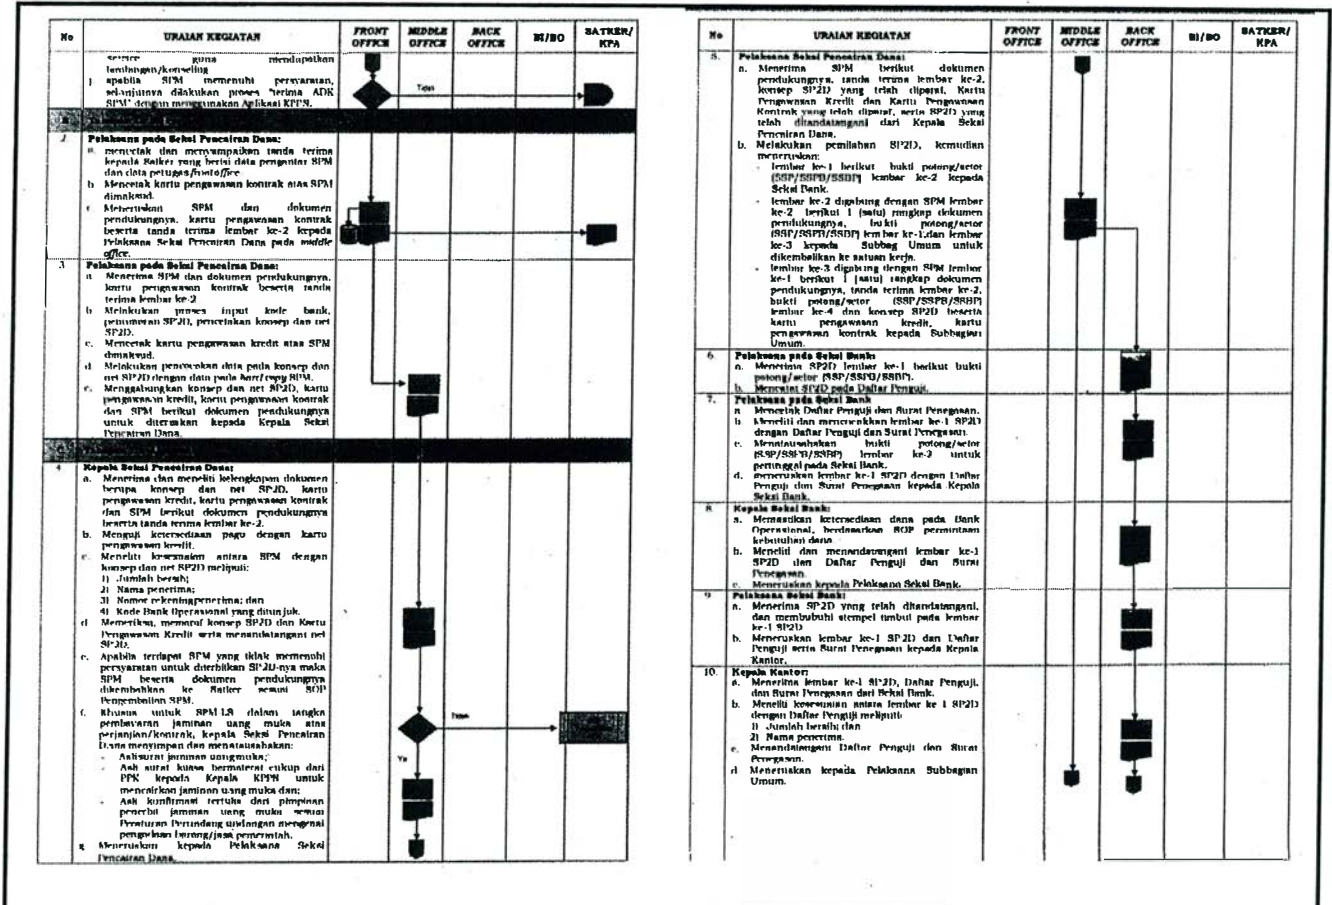 No URAIAN KEGIATAN FRONT OFFICE MIDDLE OFFICE BACK OFFICE BI/BO SATKER/ KPA
service guna mendapatkan
bimbingan/konseling
j. apabila SPM memenuhi persyaratan,
selanjutnya dilakukan proses "terima ADK
SPM" dengan menggunakan Aplikasi KPPN.
Tidak
2 Pelaksana pada Seksi Pencairan Dana:
a. mencetak dan menyampaikan tanda terima
kepada Satker yang berisi data pengantar SPM
dan data petugas front office
b Mencetak kartu pengawasan kontrak atas SPM
dimaksud.
c Meneruskan SPM dan dokumen
pendukungnya, kartu pengawasan kontrak
beserta tanda terima lembar ke-2 kepada
Pelaksana Seksi Pencairan Dana pada middle
office.
3 Pelaksana pada Seksi Pencairan Dana:
a Menerima SPM dan dokumen pendukungnya,
kartu pengawasan kontrak beserta tanda
terima lembar ke-2
b Melakukan proses input kode bank,
penomoran SP2D, pencetakan konsep dan net
SP2D.
c. Mencetak kartu pengawasan kredit atas SPM
dimaksud.
d Melakukan pencocokan data pada konsep dan
net SP2D dengan data pada hard copy SPM.
e. Menggabungkan konsep dan net SP2D, kartu
pengawasan kredit, kartu pengawasan kontrak
dan SPM berikut dokumen pendukungnya
untuk diteruskan kepada Kepala Seksi
Pencairan Dana.
4 Kepala Seksi Pencairan Dana:
a. Menerima dan meneliti kelengkapan dokumen
berupa konsep dan net SP2D, kartu
pengawasan kredit, kartu pengawasan kontrak
dan SPM berikut dokumen pendukungnya
beserta tanda terima lembar ke-2.
b. Menguji ketersediaan pagu dengan kartu
pengawasan kredit.
c. Meneliti kesesuaian antara SPM dengan
konsep dan net SP2D meliputi:
1) Jumlah bersih;
2) Nama penerima;
3) Nomor rekening penerima; dan
4) Kode Bank Operasional yang ditunjuk.
d Memeriksa, memaraf konsep SP2D dan Kartu
Pengawasan Kredit serta menandatangani net
SP2D.
e. Apabila terdapat SPM yang tidak memenuhi
persyaratan untuk diterbitkan SP2D-nya maka
SPM beserta dokumen pendukungnya
dikembalikan ke Satker sesuai SOP
Pengembalian SPM.
f. Khusus untuk SPM-LS dalam rangka
pembayaran jaminan uang muka atas
perjanjian/kontrak, kepala Seksi Pencairan
Dana menyimpan dan menatausahakan:
- Asli surat jaminan uang muka;
- Asli surat kuasa bermaterai cukup dari
PPK kepada Kepala KPPN untuk
mencairkan jaminan uang muka dan;
- Asli konfirmasi tertulis dari pimpinan
penerbit jaminan uang muka sesuai
Peraturan Perundang undangan mengenai
pengadaan barang/jasa pemerintah.
g Meneruskan kepada Pelaksana Seksi
Pencairan Dana.
Tidak
Ya
No URAIAN KEGIATAN FRONT OFFICE MIDDLE OFFICE BACK OFFICE BI/BO SATKER/ KPA
5. Pelaksana Seksi Pencairan Dana:
a. Menerima SPM berikut dokumen
pendukungnya, tanda terima lembar ke-2,
konsep SP2D yang telah diparaf, Kartu
Pengawasan Kredit dan Kartu Pengawasan
Kontrak yang telah diparaf, serta SP2D yang
telah ditandatangani dari Kepala Seksi
Pencairan Dana.
b. Melakukan pemilahan SP2D, kemudian
meneruskan:
- lembar ke-1 berikut bukti potong/setor
(SSP/SSPB/SSBP) lembar ke-2 kepada
Seksi Bank.
- lembar ke-2 digabung dengan SPM lembar
ke-2 berikut 1 (satu) rangkap dokumen
pendukungnya, bukti potong/setor
(SSP/SSPB/SSBP) lembar ke-1,dan lembar
ke-3 kepada Subbag Umum untuk
dikembalikan ke satuan kerja.
- lembar ke-3 digabung dengan SPM lembar
ke-1 berikut 1 (satu) rangkap dokumen
pendukungnya, tanda terima lembar ke-2,
bukti potong/setor (SSP/SSPB/SSBP)
lembar ke-4 dan konsep SP2D beserta
kartu pengawasan kredit, kartu
pengawasan kontrak kepada Subbagian
Umum.
6. Pelaksana pada Seksi Bank:
a. Menerima SP2D lembar ke-1 berikut bukti
potong/setor (SSP/SSPB/SSBP).
b. Mencatat SP2D pada Daftar Penguji.
7. Pelaksana pada Seksi Bank
a Mencetak Daftar Penguji dan Surat Penegasan.
b. Meneliti dan mencocokkan lembar ke-1 SP2D
dengan Daftar Penguji dan Surat Penegasan.
c. Menatausahakan bukti potong/setor
(SSP/SSPB/SSBP) lembar ke-2 untuk
pertinggal pada Seksi Bank.
d. meneruskan lembar ke-1 SP2D dengan Daftar
Penguji dan Surat Penegasan kepada Kepala
Seksi Bank.
8. Kepala Seksi Bank:
a. Memastikan ketersediaan dana pada Bank
Operasional, berdasarkan SOP permintaan
kebutuhan dana
b. Meneliti dan menandatangani lembar ke-1
SP2D dan Daftar Penguji dan Surat
Penegasan.
c. Meneruskan kepada Pelaksana Seksi Bank.
9. Pelaksana Seksi Bank:
a. Menerima SP2D yang telah ditandatangani,
dan membubuhi stempel timbul pada lembar
ke-1 SP2D
b. Meneruskan lembar ke-1 SP2D dan Daftar
Penguji serta Surat Penegasan kepada Kepala
Kantor.
10. Kepala Kantor:
a. Menerima lembar ke-1 SP2D, Daftar Penguji,
dan Surat Penegasan dari Seksi Bank.
b. Meneliti kesesuaian antara lembar ke 1 SP2D
dengan Daftar Penguji meliputi:
1) Jumlah bersih; dan
2) Nama penerima.
c. Menandatangani Daftar Penguji dan Surat
Penegasan.
d Meneruskan kepada Pelaksana Subbagian
Umum.